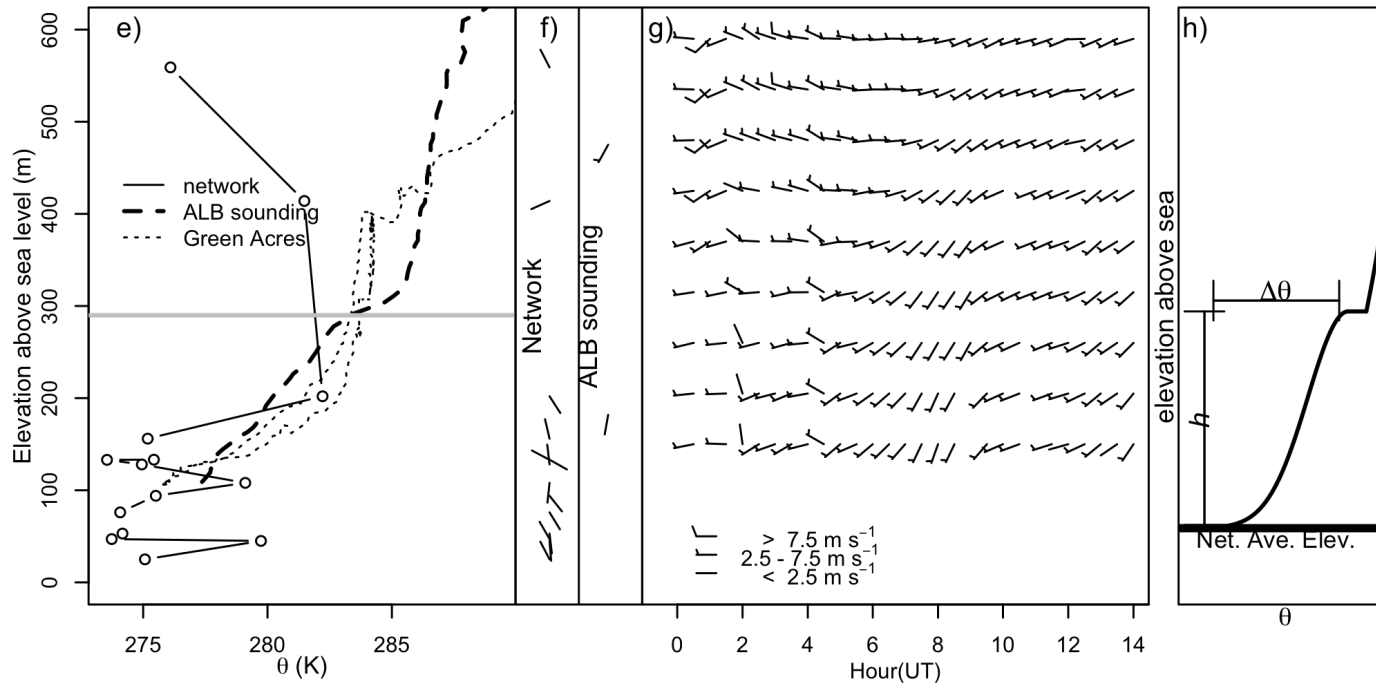 e)
f)
g)
h)
Elevation above sea level (m)
600
500
400
300
200
100
0
network
ALB sounding
Green Acres
275
280
285
θ (K)
Network
ALB sounding
> 7.5 m s⁻¹
2.5 - 7.5 m s⁻¹
< 2.5 m s⁻¹
0 2 4 6 8 10 12 14
Hour(UT)
elevation above sea
Δθ
h
Net. Ave. Elev.
θ